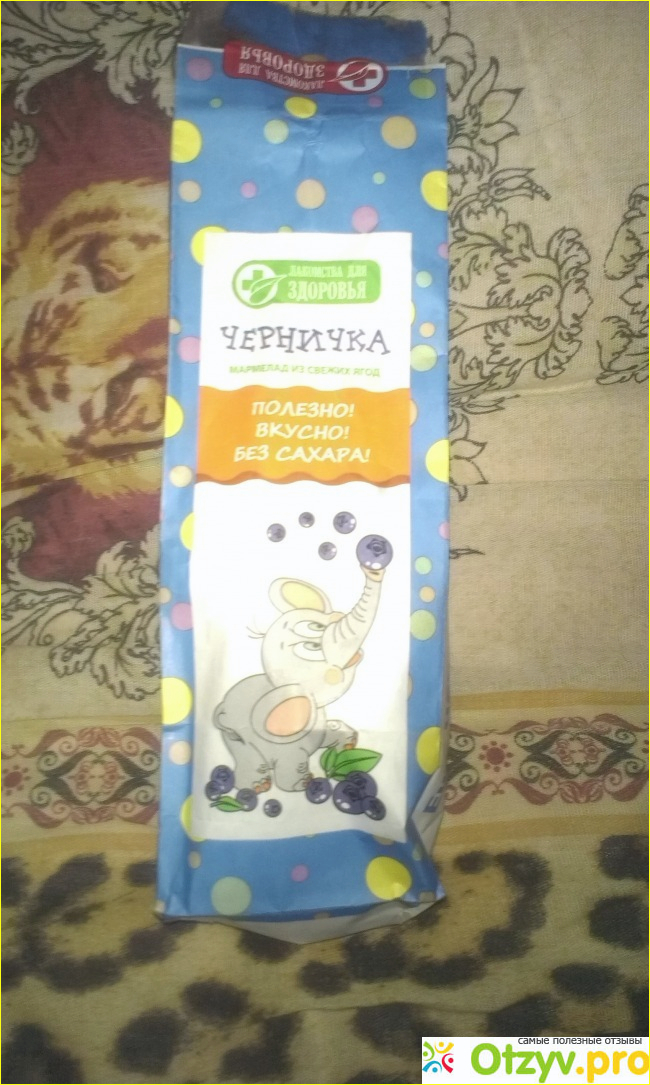 ЛАКОМСТВА ДЛЯ
ЗДОРОВЬЯ
ЛАКОМСТВА ДЛЯ
ЗДОРОВЬЯ
ЧЕРНИЧКА
МАРМЕЛАД ИЗ СВЕЖИХ ЯГОД
ПОЛЕЗНО!
ВКУСНО!
БЕЗ САХАРА!
самые полезные отзывы
Otzyv.pro